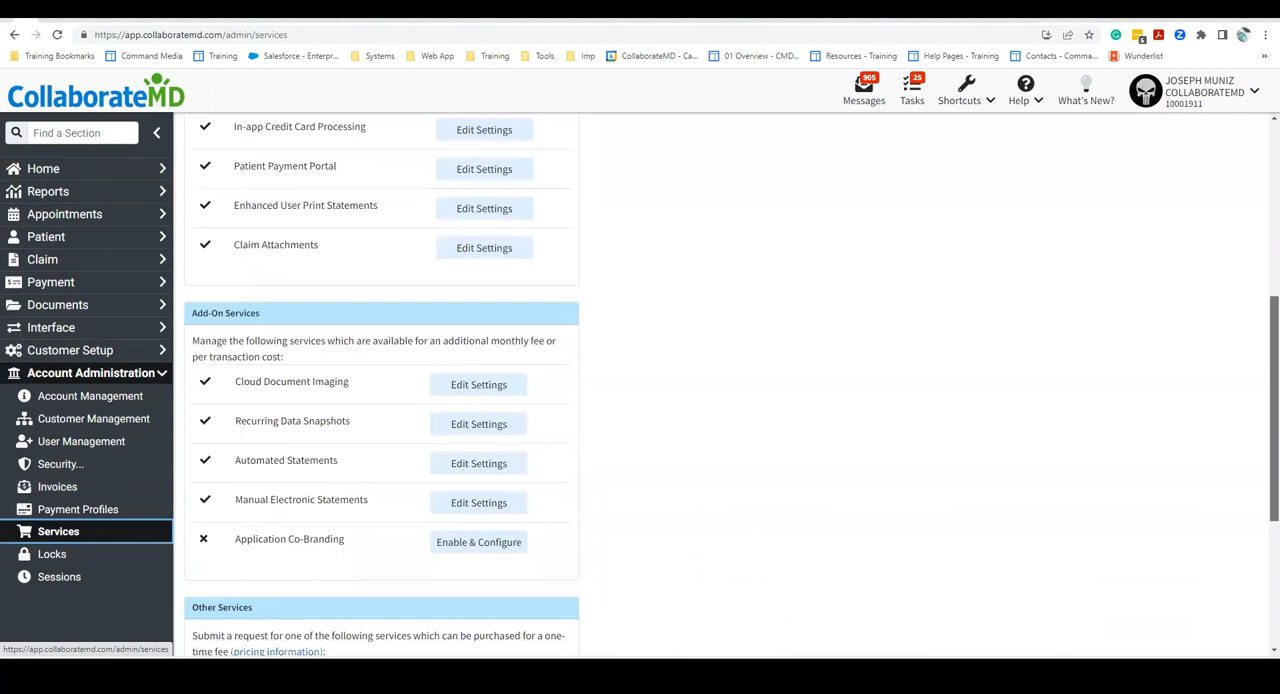 https://app.collaboratemd.com/admin/services
Training Bookmarks
Command Media
Training
Salesforce - Enterpr...
Systems
Web App
Training
Tools
Imp
CollaborateMD - Ca...
01 Overview - CMD...
Resources - Training
Help Pages - Training
Contacts - Comma...
Wunderlist
»
CollaborateMD
905
Messages
25
Tasks
Shortcuts
Help
What's New?
JOSEPH MUNIZ
COLLABORATEMD
10001911
Find a Section
Home
Reports
Appointments
Patient
Claim
Payment
Documents
Interface
Customer Setup
Account Administration
Account Management
Customer Management
User Management
Security...
Invoices
Payment Profiles
Services
Locks
Sessions
https://app.collaboratemd.com/admin/services
In-app Credit Card Processing Edit Settings
Patient Payment Portal Edit Settings
Enhanced User Print Statements Edit Settings
Claim Attachments Edit Settings
Add-On Services
Manage the following services which are available for an additional monthly fee or
per transaction cost:
Cloud Document Imaging Edit Settings
Recurring Data Snapshots Edit Settings
Automated Statements Edit Settings
Manual Electronic Statements Edit Settings
Application Co-Branding Enable & Configure
Other Services
Submit a request for one of the following services which can be purchased for a one-
time fee (pricing information):